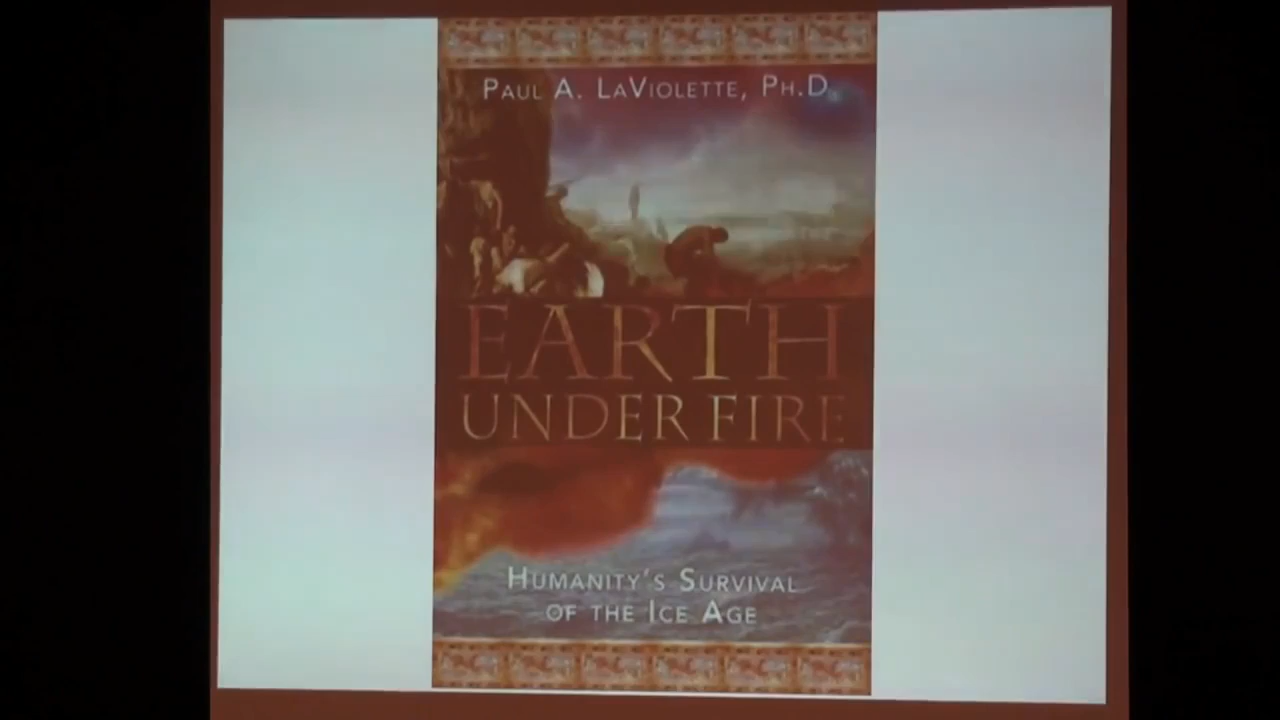 PAUL A. LAVIOLETTE, PH.D.
EARTH
UNDER FIRE
HUMANITY'S SURVIVAL
OF THE ICE AGE